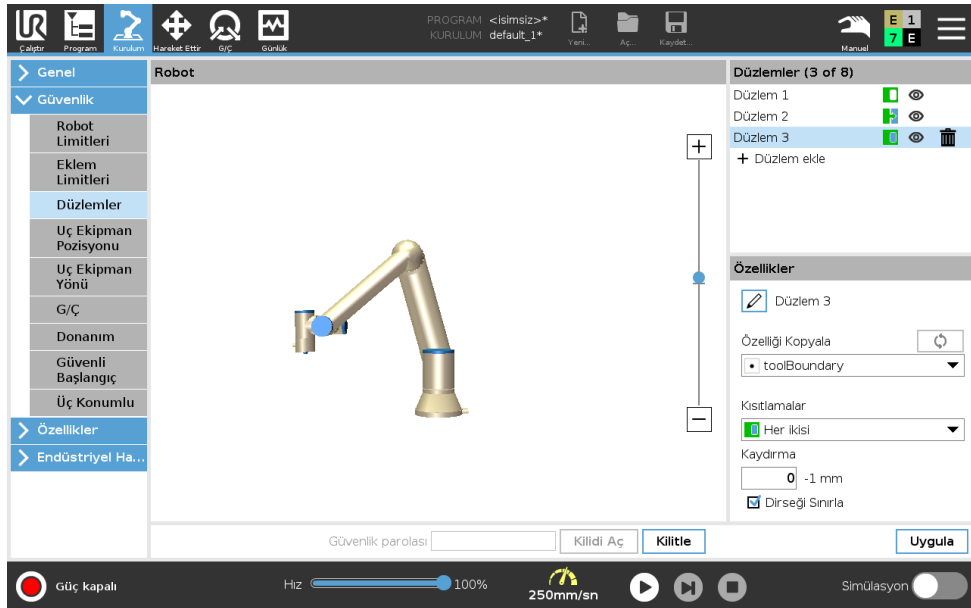 PROGRAM <isimsiz>*
KURULUM default_1*
Çalıştır
Program
Kurulum
Hareket Ettir
G/Ç
Günlük
Yeni...
Aç...
Kaydet...
Manuel
E 1
7 E
Genel
Güvenlik
Robot
Limitleri
Eklem
Limitleri
Düzlemler
Uç Ekipman
Pozisyonu
Uç Ekipman
Yönü
G/Ç
Donanım
Güvenli
Başlangıç
Üç Konumlu
Özellikler
Endüstriyel Ha...
Robot
Düzlemler (3 of 8)
Düzlem 1
Düzlem 2
Düzlem 3
+ Düzlem ekle
Özellikler
Düzlem 3
Özelliği Kopyala
toolBoundary
Kısıtlamalar
Her ikisi
Kaydırma
0 -1 mm
Dirseği Sınırla
Güvenlik parolası
Kilidi Aç
Kilitle
Uygula
Güç kapalı
Hız
100%
250mm/sn
Simülasyon